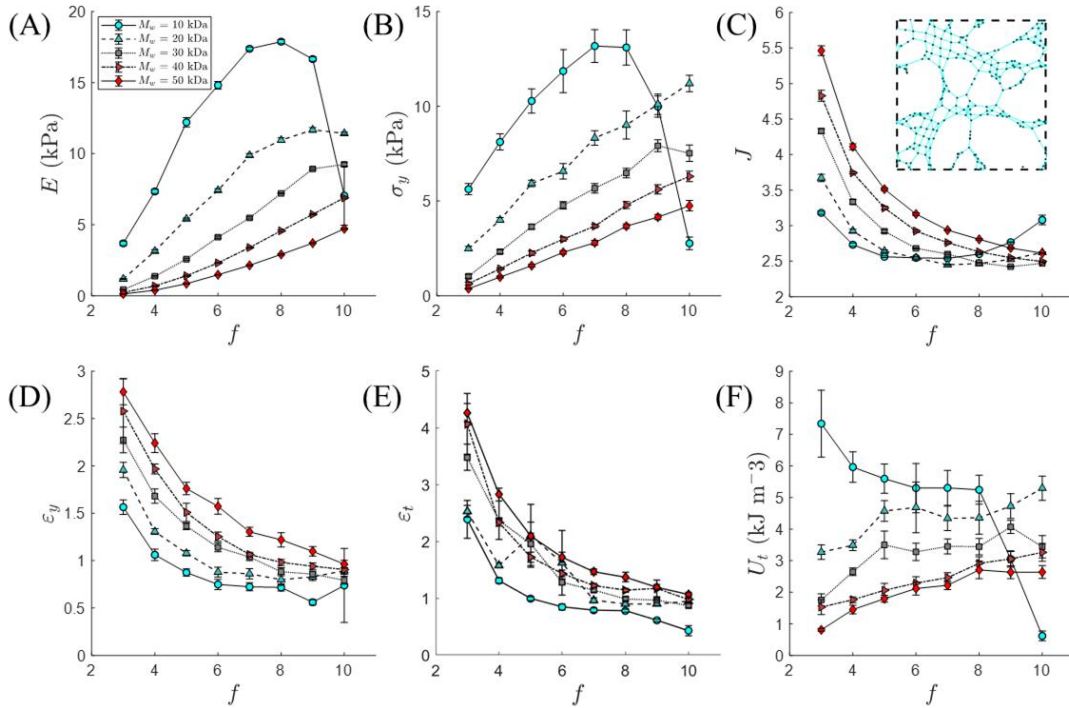 (A)
20
15
10
5
0
E (kPa)
2 4 6 8 10
f
M_w = 10 kDa
M_w = 20 kDa
M_w = 30 kDa
M_w = 40 kDa
M_w = 50 kDa
(B)
15
10
5
0
σ_y (kPa)
2 4 6 8 10
f
(C)
6
5.5
5
4.5
4
3.5
3
2.5
2
J
2 4 6 8 10
f
(D)
3
2.5
2
1.5
1
0.5
0
ε_y
2 4 6 8 10
f
(E)
5
4
3
2
1
0
ε_t
2 4 6 8 10
f
(F)
9
8
7
6
5
4
3
2
1
0
U_t (kJ m−3)
2 4 6 8 10
f